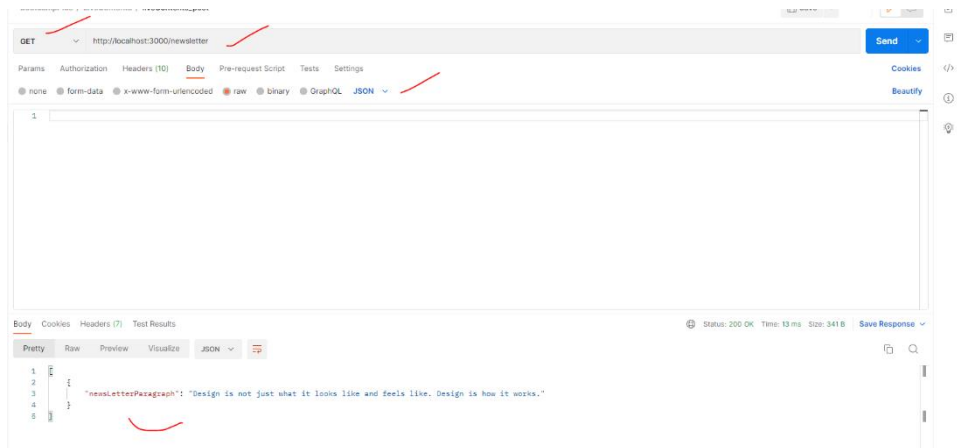 GET http://localhost:3000/newsletter Send
Params Authorization Headers (10) Body Pre-request Script Tests Settings Cookies
none form-data x-www-form-urlencoded raw binary GraphQL JSON Beautify
1
Body Cookies Headers (7) Test Results Status: 200 OK Time: 13 ms Size: 341 B Save Response
Pretty Raw Preview Visualize JSON
1 [
2 {
3 "newsLetterParagraph": "Design is not just what it looks like and feels like. Design is how it works."
4 }
5 ]